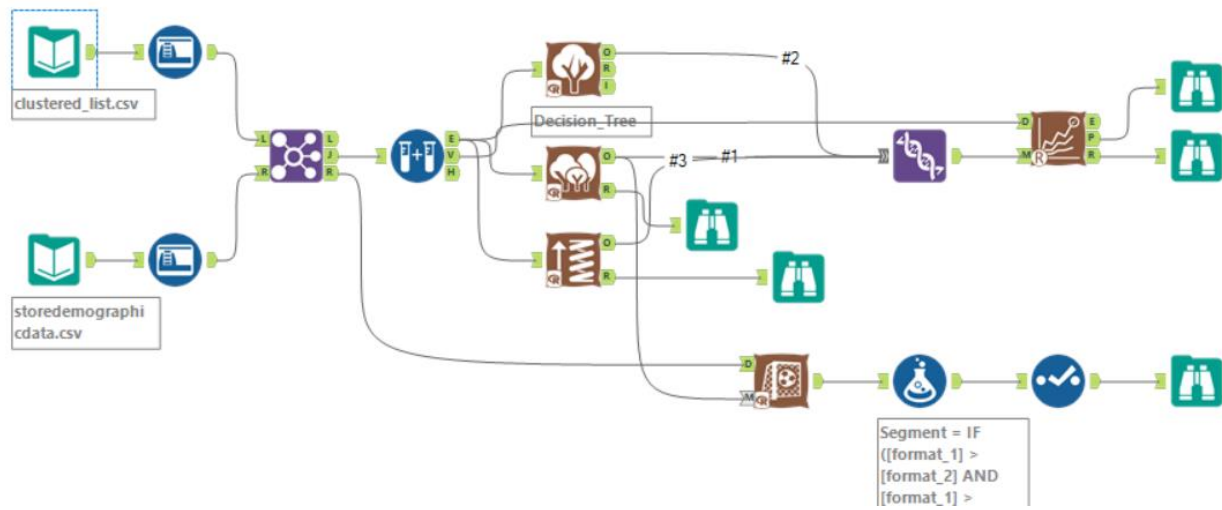 clustered_list.csv
L
R
L
J
R
E
V
H
O
R
I
#2
Decision_Tree
O
R
#3
#1
O
R
D
M
R
E
P
R
storedemographi
cdata.csv
D
M
Segment = IF
([format_1] >
[format_2] AND
[format_1] >